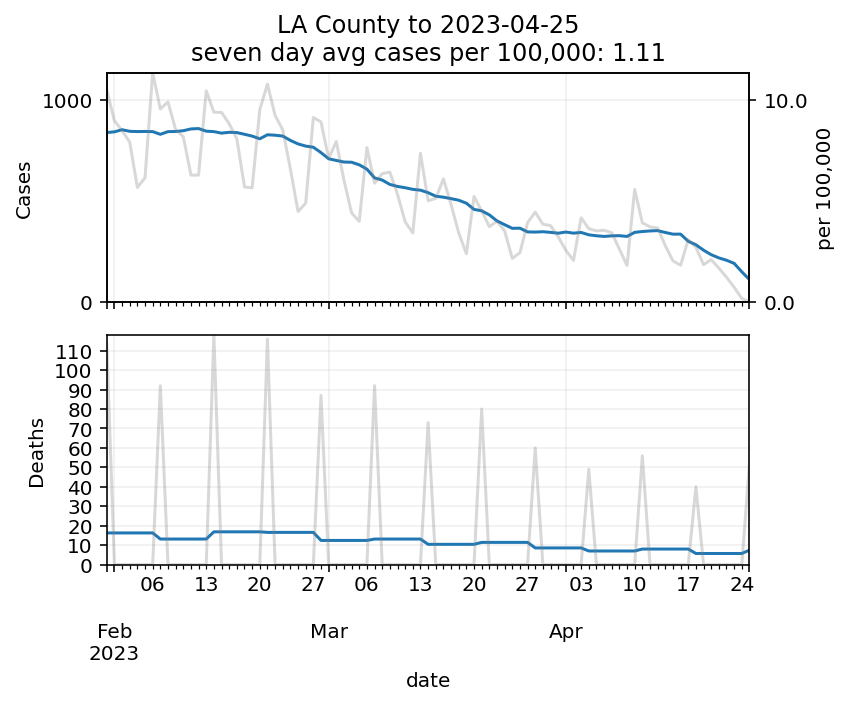 LA County to 2023-04-25
seven day avg cases per 100,000: 1.11
1000
0
Cases
10.0
0.0
per 100,000
110
100
90
80
70
60
50
40
30
20
10
0
Deaths
06 13 20 27 06 13 20 27 03 10 17 24
Feb Mar Apr
2023
date